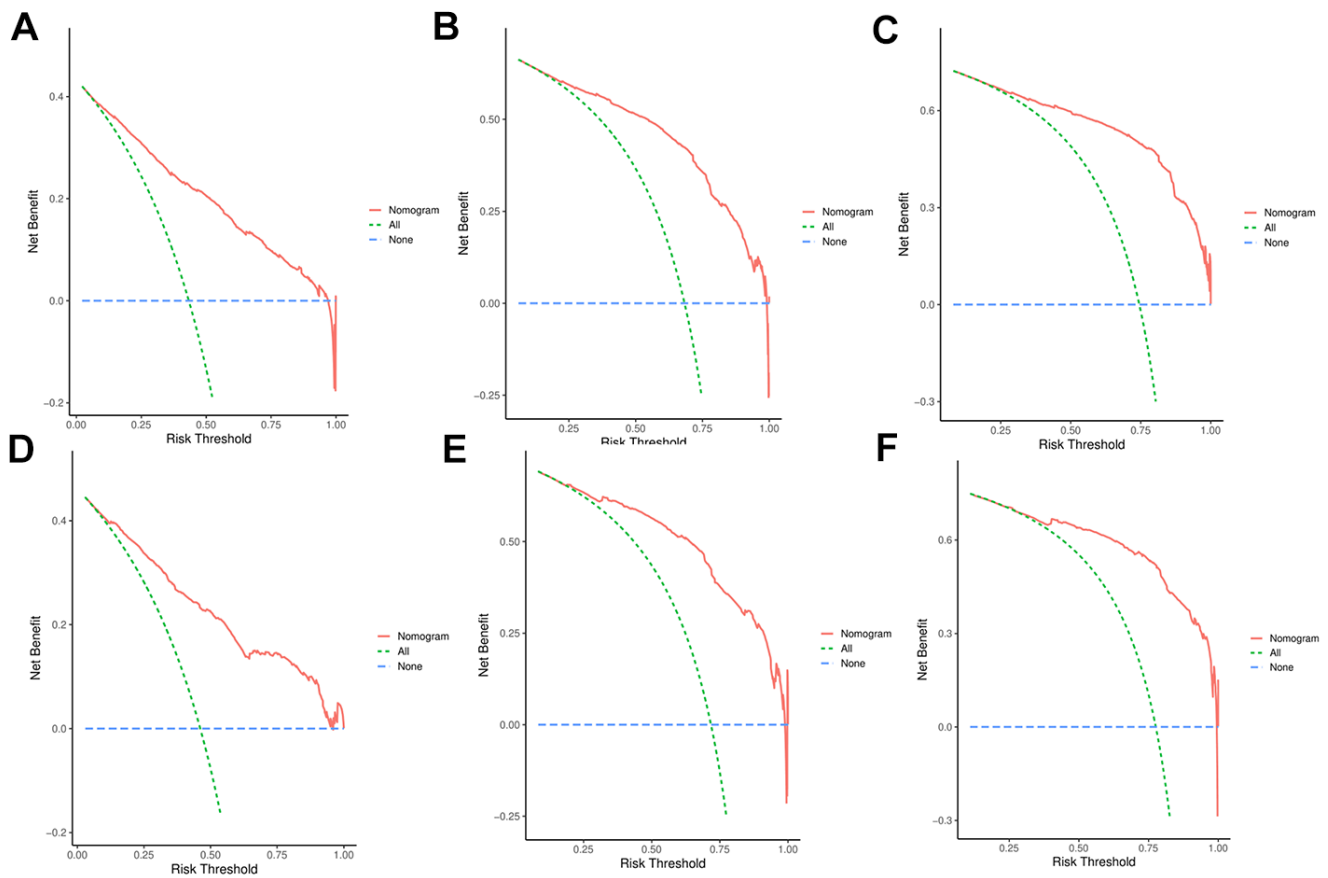 A
0.4
0.2
0.0
−0.2
Net Benefit
0.00
0.25
0.50
0.75
1.00
Risk Threshold
Nomogram
All
None
B
0.50
0.25
0.00
−0.25
Net Benefit
0.25
0.50
0.75
1.00
Risk Threshold
Nomogram
All
None
C
0.6
0.3
0.0
−0.3
Net Benefit
0.25
0.50
0.75
1.00
Risk Threshold
Nomogram
All
None
D
0.4
0.2
0.0
−0.2
Net Benefit
0.00
0.25
0.50
0.75
1.00
Risk Threshold
Nomogram
All
None
E
0.50
0.25
0.00
−0.25
Net Benefit
0.25
0.50
0.75
1.00
Risk Threshold
Nomogram
All
None
F
0.6
0.3
0.0
−0.3
Net Benefit
0.25
0.50
0.75
1.00
Risk Threshold
Nomogram
All
None